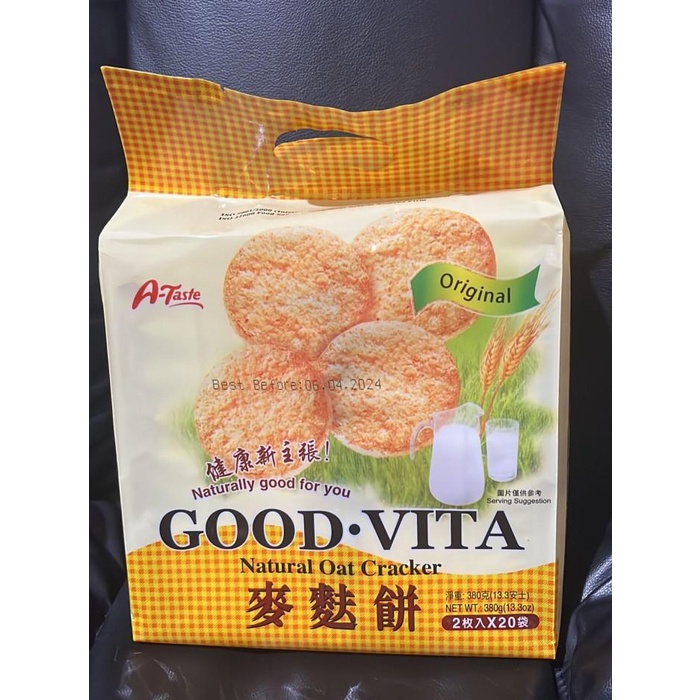 A-Taste
Original
Best Before:06.04.2024
健康新主張!
Naturally good for you
圖片僅供參考
Serving Suggestion
GOOD·VITA
Natural Oat Cracker
麥麩餅
淨重: 380克(13.3安士)
NET WT. 380g(13.3oz)
2枚入X20袋